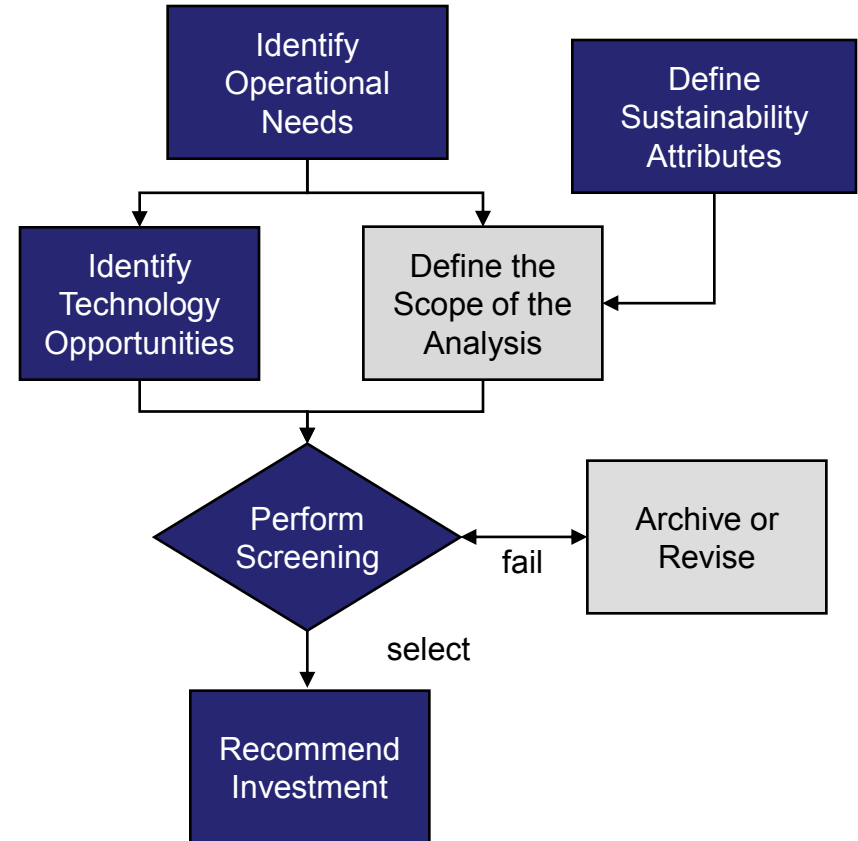 Identify
Operational
Needs
Define
Sustainability
Attributes
Identify
Technology
Opportunities
Define the
Scope of the
Analysis
Perform
Screening
fail
Archive or
Revise
select
Recommend
Investment